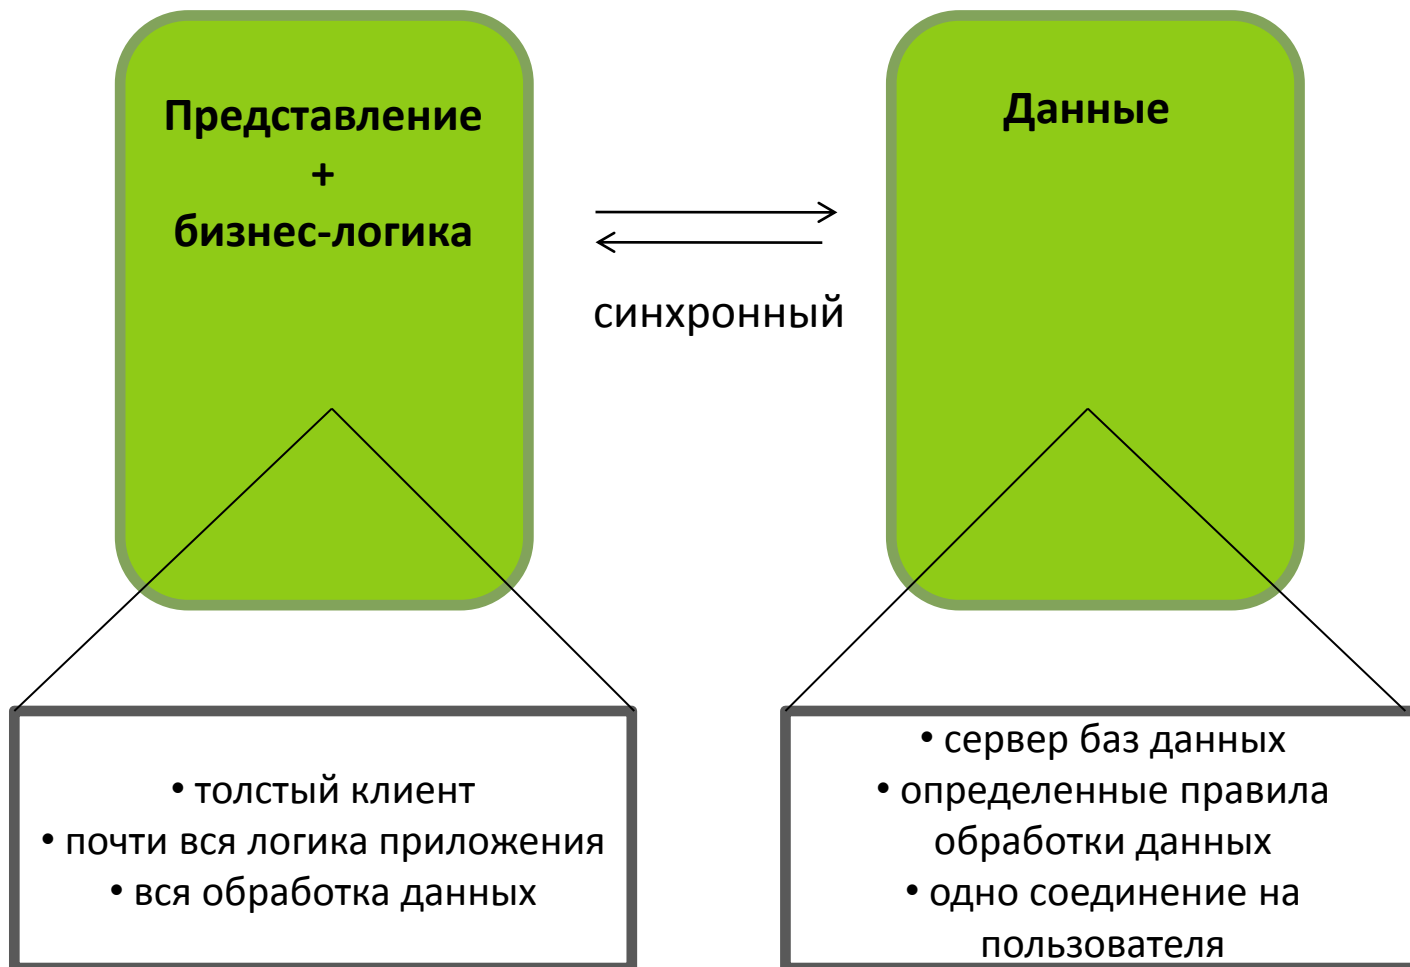 Представление
+
бизнес-логика
Данные
синхронный
• толстый клиент
• почти вся логика приложения
• вся обработка данных
• сервер баз данных
• определенные правила
обработки данных
• одно соединение на
пользователя